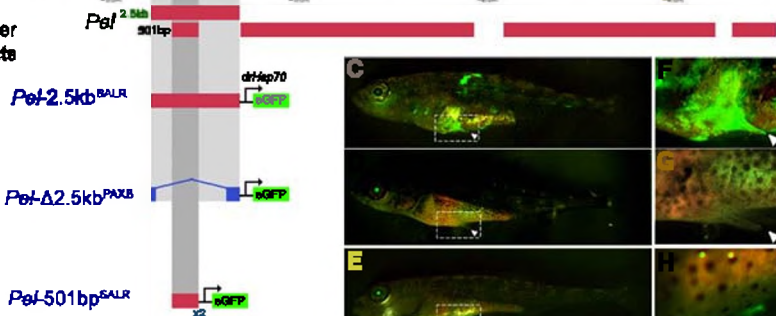 Pel 2.5kb
501bp
er
ts
drHsp70
Pel-2.5kb SALR
eGFP
Pel-Δ2.5kb PAXB
eGFP
Pel-501bp SALR
eGFP
x2
C
F
G
E
H